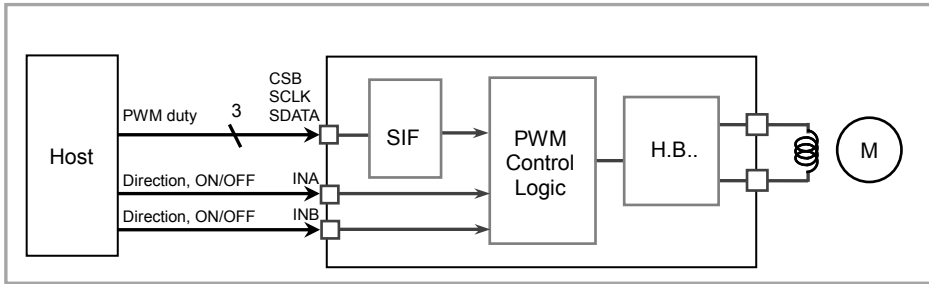 Host
PWM duty
3
CSB
SCLK
SDATA
Direction, ON/OFF
INA
Direction, ON/OFF
INB
SIF
PWM
Control
Logic
H.B..
M